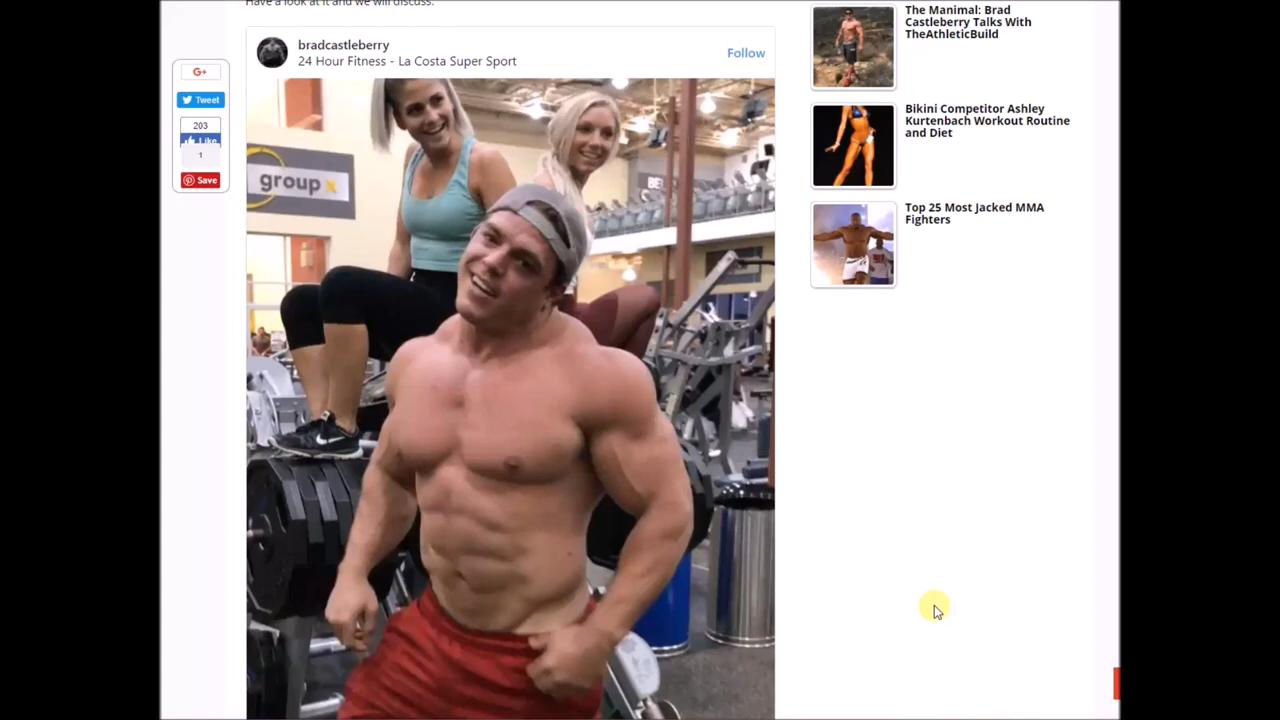 Have a look at it and we will discuss.
bradcastleberry
24 Hour Fitness - La Costa Super Sport
Follow
G+
Tweet
203
Like
1
Save
group x
The Manimal: Brad
Castleberry Talks With
TheAthleticBuild
Bikini Competitor Ashley
Kurtenbach Workout Routine
and Diet
Top 25 Most Jacked MMA
Fighters